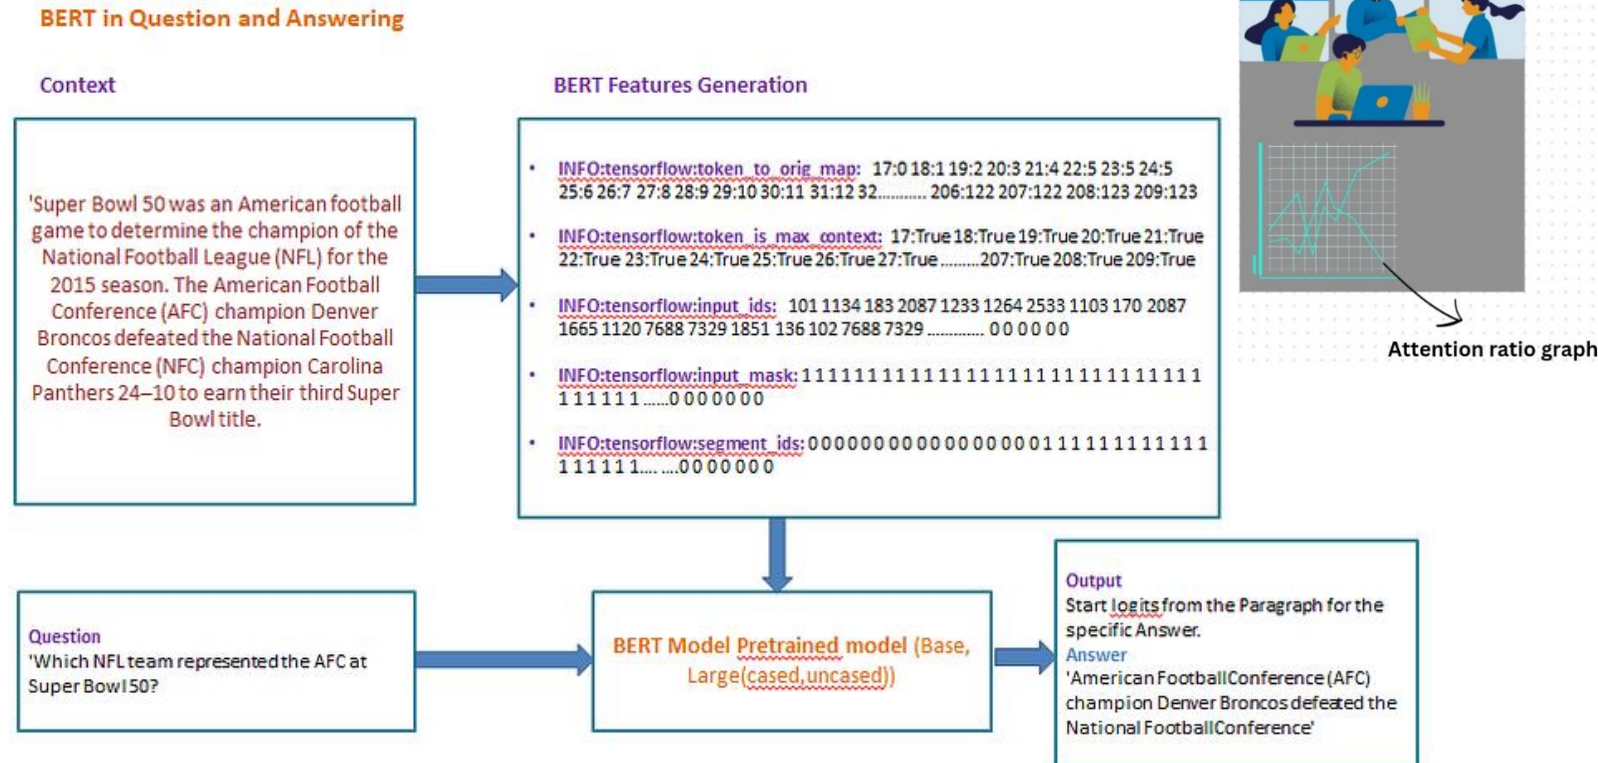 BERT in Question and Answering
Context
'Super Bowl 50 was an American football
game to determine the champion of the
National Football League (NFL) for the
2015 season. The American Football
Conference (AFC) champion Denver
Broncos defeated the National Football
Conference (NFC) champion Carolina
Panthers 24–10 to earn their third Super
Bowl title.
BERT Features Generation
• INFO:tensorflow:token_to_orig_map: 17:0 18:1 19:2 20:3 21:4 22:5 23:5 24:5
25:6 26:7 27:8 28:9 29:10 30:11 31:12 32........... 206:122 207:122 208:123 209:123
• INFO:tensorflow:token_is_max_context: 17:True 18:True 19:True 20:True 21:True
22:True 23:True 24:True 25:True 26:True 27:True.........207:True 208:True 209:True
• INFO:tensorflow:input_ids: 101 1134 183 2087 1233 1264 2533 1103 170 2087
1665 1120 7688 7329 1851 136 102 7688 7329 ............. 0 0 0 0 0 0
• INFO:tensorflow:input_mask: 1 1 1 1 1 1 1 1 1 1 1 1 1 1 1 1 1 1 1 1 1 1 1 1 1 1 1 1 1 1
1 1 1 1 1 1 ......0 0 0 0 0 0 0
• INFO:tensorflow:segment_ids: 0 0 0 0 0 0 0 0 0 0 0 0 0 0 0 0 0 1 1 1 1 1 1 1 1 1 1 1 1
1 1 1 1 1 1.... ....0 0 0 0 0 0 0
Attention ratio graph
Question
'Which NFL team represented the AFC at
Super Bowl 50?
BERT Model Pretrained model (Base,
Large(cased,uncased))
Output
Start logits from the Paragraph for the
specific Answer.
Answer
'American Football Conference (AFC)
champion Denver Broncos defeated the
National Football Conference'